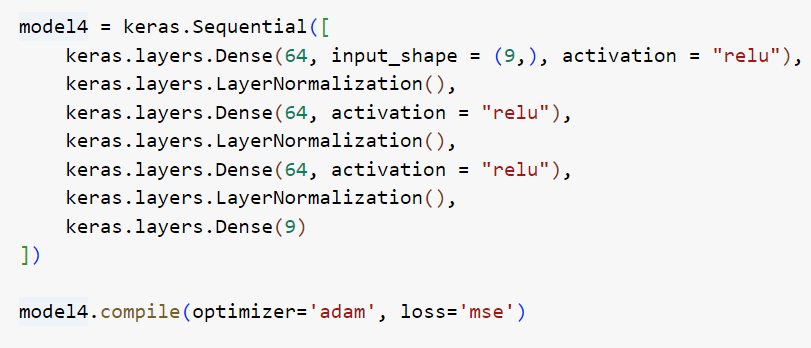 model4 = keras.Sequential([
    keras.layers.Dense(64, input_shape = (9,), activation = "relu"),
    keras.layers.LayerNormalization(),
    keras.layers.Dense(64, activation = "relu"),
    keras.layers.LayerNormalization(),
    keras.layers.Dense(64, activation = "relu"),
    keras.layers.LayerNormalization(),
    keras.layers.Dense(9)
])
model4.compile(optimizer='adam', loss='mse')